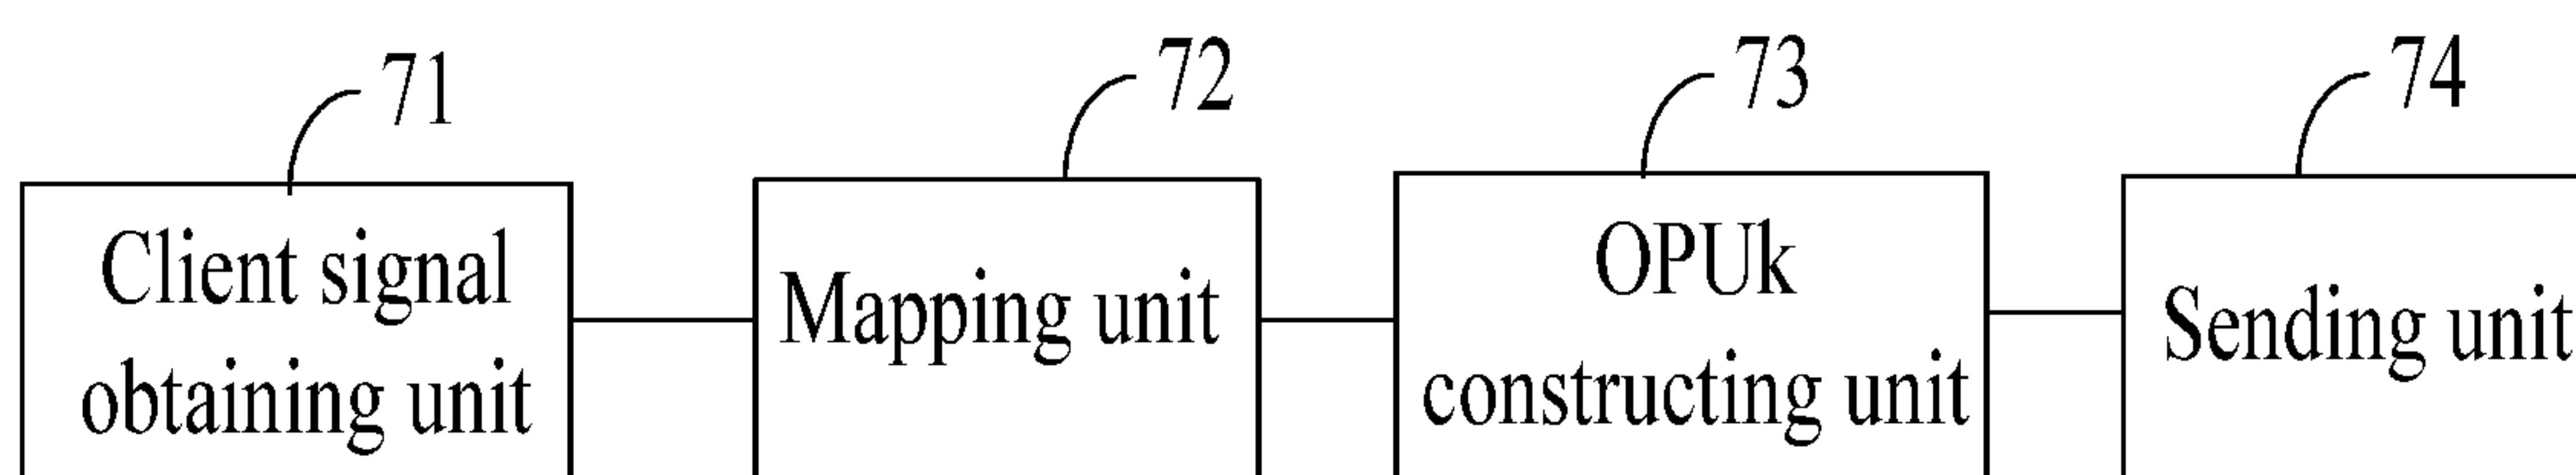 71
72
73
74
Client signal
obtaining unit
Mapping unit
OPUk
constructing unit
Sending unit